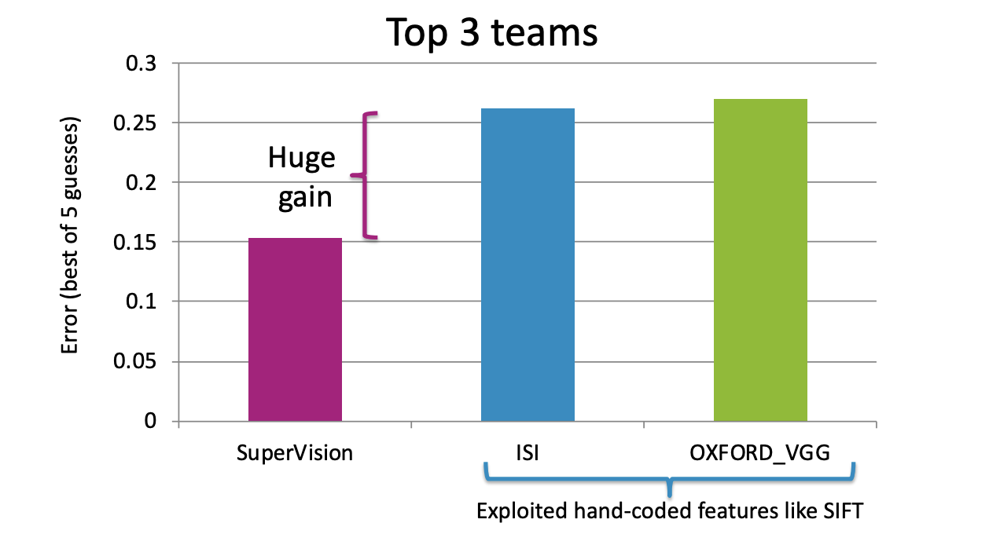 Top 3 teams
Error (best of 5 guesses)
0.3
0.25
0.2
0.15
0.1
0.05
0
Huge
gain
SuperVision
ISI
OXFORD_VGG
Exploited hand-coded features like SIFT